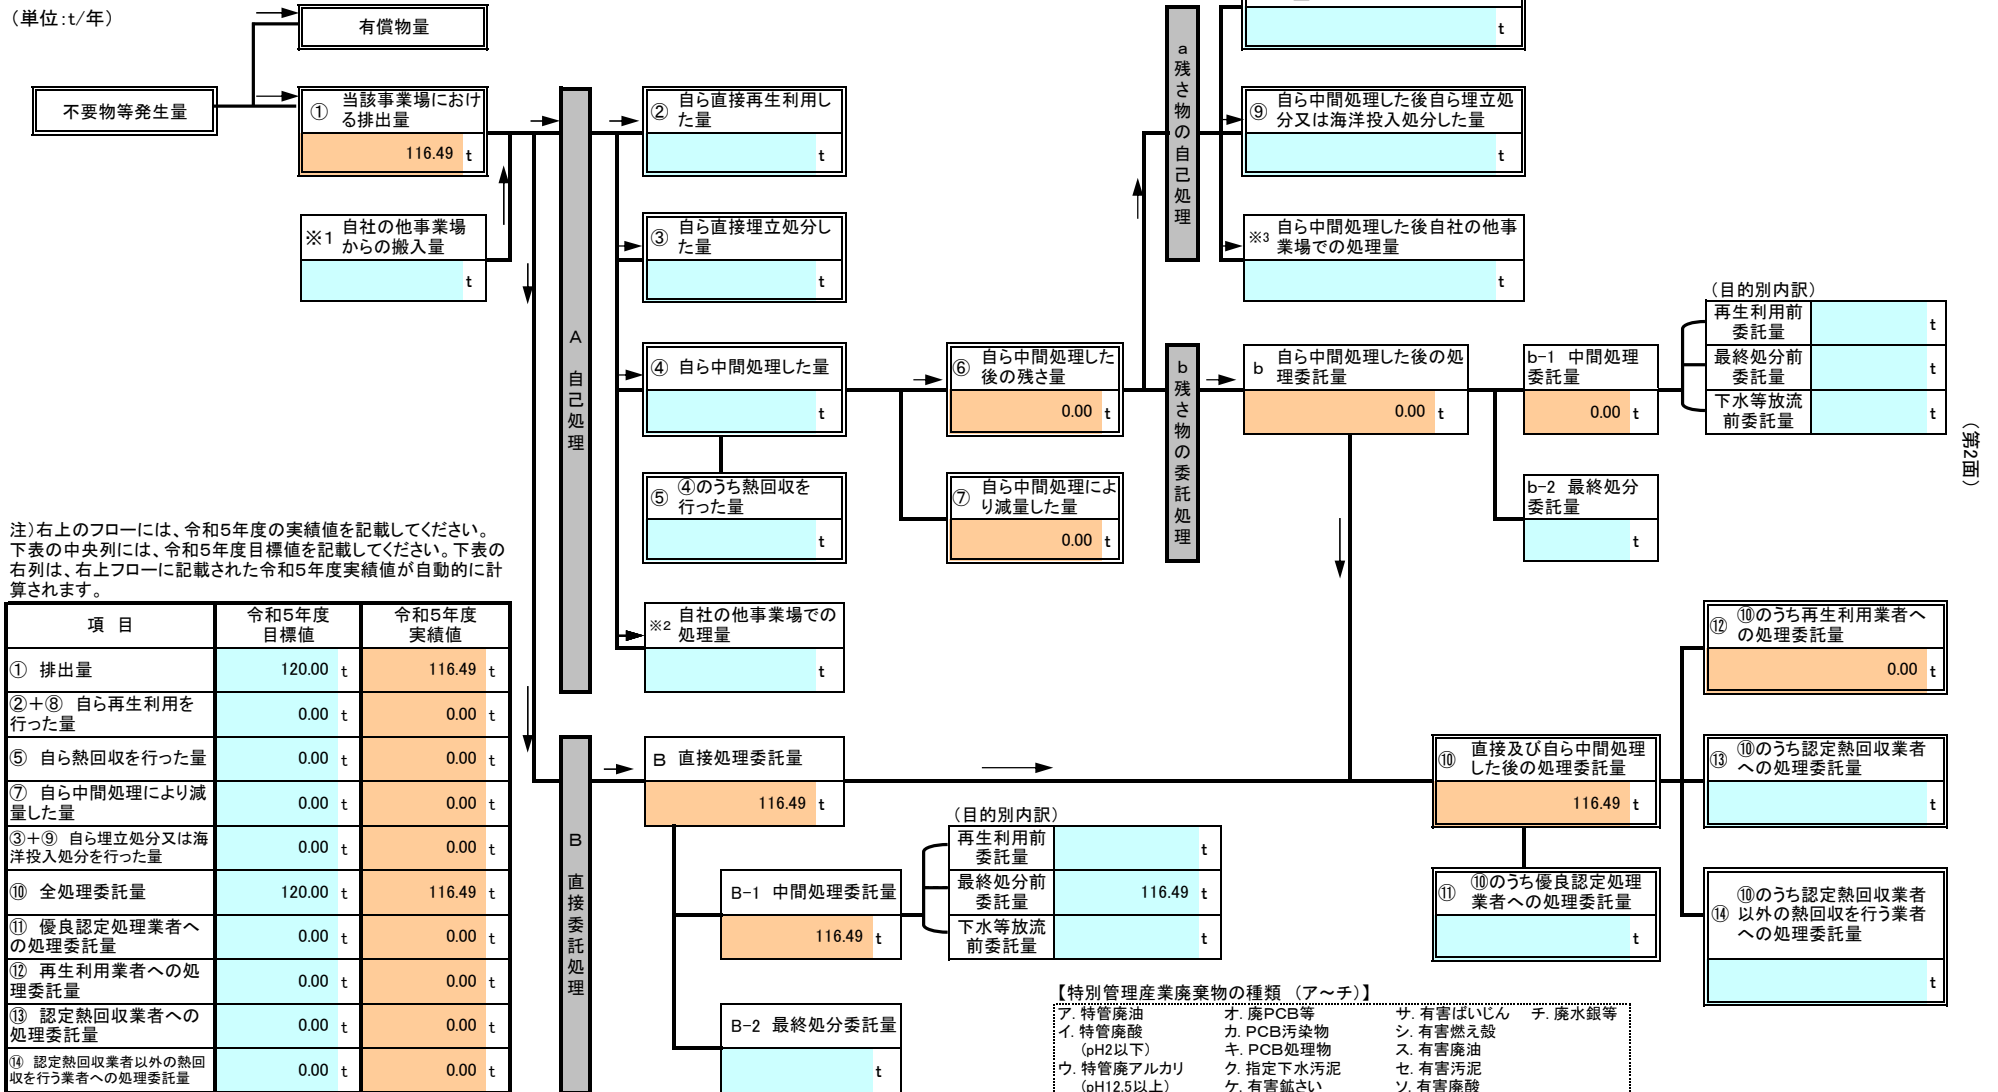 (単位:t/年)
有償物量
不要物等発生量
① 当該事業場におけ
る排出量
116.49 t
※1 自社の他事業場
からの搬入量
t
A 自己処理
② 自ら直接再生利用し
た量
t
③ 自ら直接埋立処分し
た量
t
④ 自ら中間処理した量
t
⑤ ④のうち熱回収を
行った量
t
※2 自社の他事業場での
処理量
t
⑥ 自ら中間処理した
後の残さ量
0.00 t
⑦ 自ら中間処理によ
り減量した量
0.00 t
a 残さ物の自己処理
t
⑨ 自ら中間処理した後自ら埋立処
分又は海洋投入処分した量
t
※3 自ら中間処理した後自社の他事
業場での処理量
t
b 残さ物の委託処理
b 自ら中間処理した後の処
理委託量
0.00 t
b-1 中間処理
委託量
0.00 t
b-2 最終処分
委託量
t
(目的別内訳)
再生利用前
委託量
t
最終処分前
委託量
t
下水等放流
前委託量
t
(第2面)
注)右上のフローには、令和5年度の実績値を記載してください。
下表の中央列には、令和5年度目標値を記載してください。下表の
右列は、右上フローに記載された令和5年度実績値が自動的に計
算されます。
項 目 令和5年度 目標値 令和5年度 実績値
① 排出量 120.00 t 116.49 t
②+⑧ 自ら再生利用を
行った量 0.00 t 0.00 t
⑤ 自ら熱回収を行った量 0.00 t 0.00 t
⑦ 自ら中間処理により減
量した量 0.00 t 0.00 t
③+⑨ 自ら埋立処分又は海
洋投入処分を行った量 0.00 t 0.00 t
⑩ 全処理委託量 120.00 t 116.49 t
⑪ 優良認定処理業者へ
の処理委託量 0.00 t 0.00 t
⑫ 再生利用業者への処
理委託量 0.00 t 0.00 t
⑬ 認定熱回収業者への
処理委託量 0.00 t 0.00 t
⑭ 認定熱回収業者以外の熱回
収を行う業者への処理委託量 0.00 t 0.00 t
B 直接委託処理
B 直接処理委託量
116.49 t
B-1 中間処理委託量
116.49 t
B-2 最終処分委託量
t
(目的別内訳)
再生利用前
委託量
t
最終処分前
委託量
116.49 t
下水等放流
前委託量
t
⑩ 直接及び自ら中間処理
した後の処理委託量
116.49 t
⑪ ⑩のうち優良認定処理
業者への処理委託量
t
⑫ ⑩のうち再生利用業者へ
の処理委託量
0.00 t
⑬ ⑩のうち認定熱回収業者
への処理委託量
t
⑭ ⑩のうち認定熱回収業者
以外の熱回収を行う業者
への処理委託量
t
【特別管理産業廃棄物の種類 (ア~チ)】
ア. 特管廃油 オ. 廃PCB等 サ. 有害ばいじん チ. 廃水銀等
イ. 特管廃酸 カ. PCB汚染物 シ. 有害燃え殻
(pH2以下) キ. PCB処理物 ス. 有害廃油
ウ. 特管廃アルカリ ク. 指定下水汚泥 セ. 有害汚泥
(pH12.5以上) ケ. 有害鉱さい ソ. 有害廃酸